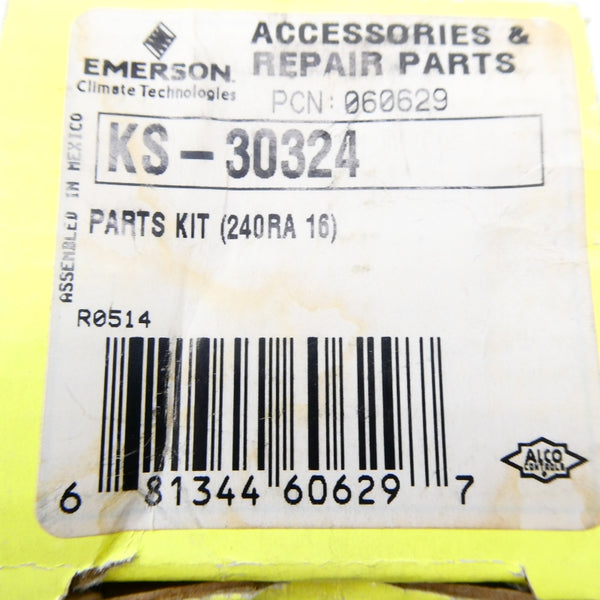 ACCESSORIES &
REPAIR PARTS
EMERSON.
Climate Technologies
PCN: 060629
KS-30324
ASSEMBLED IN MEXICO
PARTS KIT (240RA 16)
R0514
6 81344 60629 7
ALCO
CONTROLS